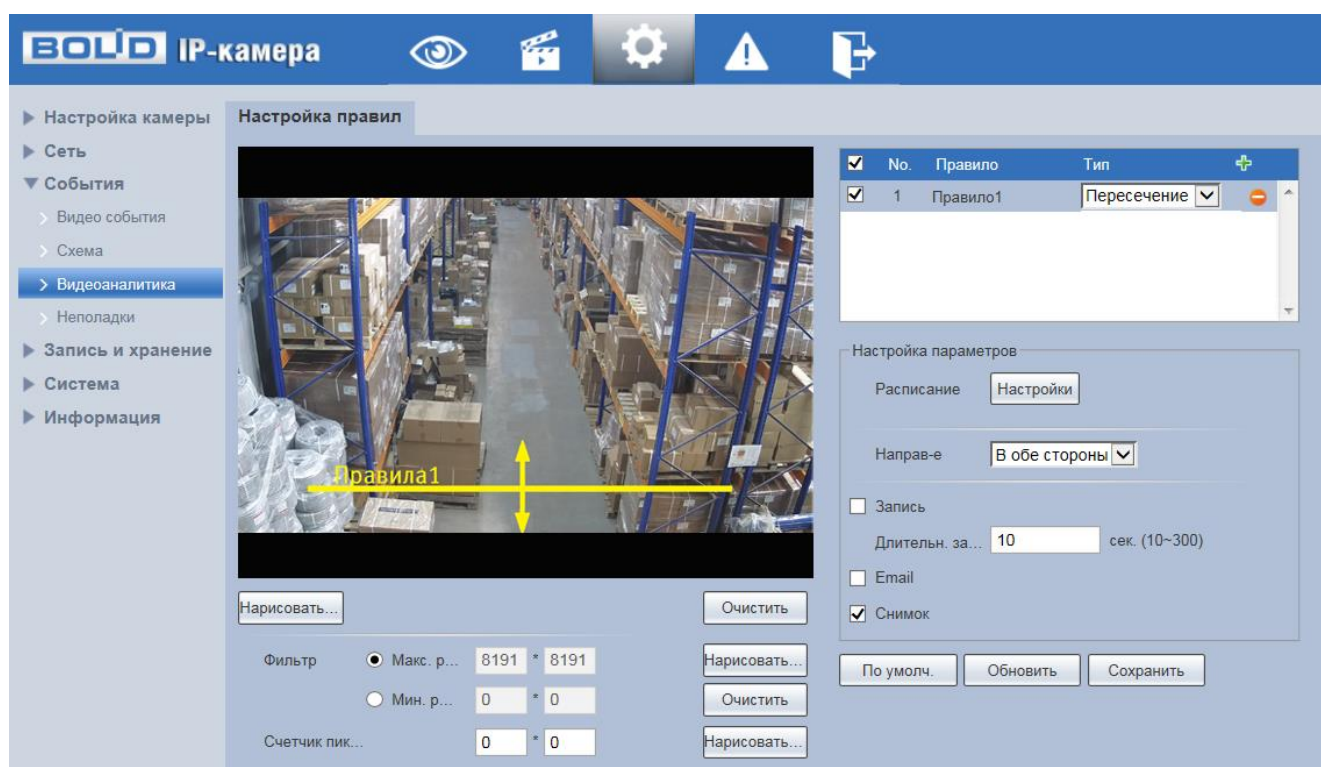 BOLID IP-камера
Настройка камеры
Сеть
События
Видео события
Схема
Видеоаналитика
Неполадки
Запись и хранение
Система
Информация
Настройка правил
Правила1
Нарисовать...
Очистить
Фильтр
Макс. р...
8191 * 8191
Нарисовать...
Мин. р...
0 * 0
Очистить
Счетчик пик...
0 * 0
Нарисовать...
No. Правило Тип
1 Правило1 Пересечение
Настройка параметров
Расписание Настройки
Направ-е В обе стороны
Запись
Длительн. за... 10 сек. (10~300)
Email
Снимок
По умолч. Обновить Сохранить